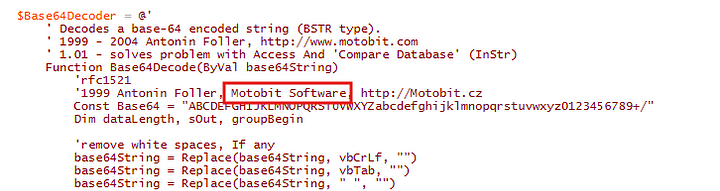 $Base64Decoder = @'
' Decodes a base-64 encoded string (BSTR type).
' 1999 - 2004 Antonin Foller, http://www.motobit.com
' 1.01 - solves problem with Access And 'Compare Database' (InStr)
Function Base64Decode(ByVal base64String)
'rfc1521
'1999 Antonin Foller, Motobit Software, http://Motobit.cz
Const Base64 = "ABCDEFGHIJKLMNOPQRSTUVWXYZabcdefghijklmnopqrstuvwxyz0123456789+/"
Dim dataLength, sOut, groupBegin
'remove white spaces, If any
base64String = Replace(base64String, vbCrLf, "")
base64String = Replace(base64String, vbTab, "")
base64String = Replace(base64String, " ", "")